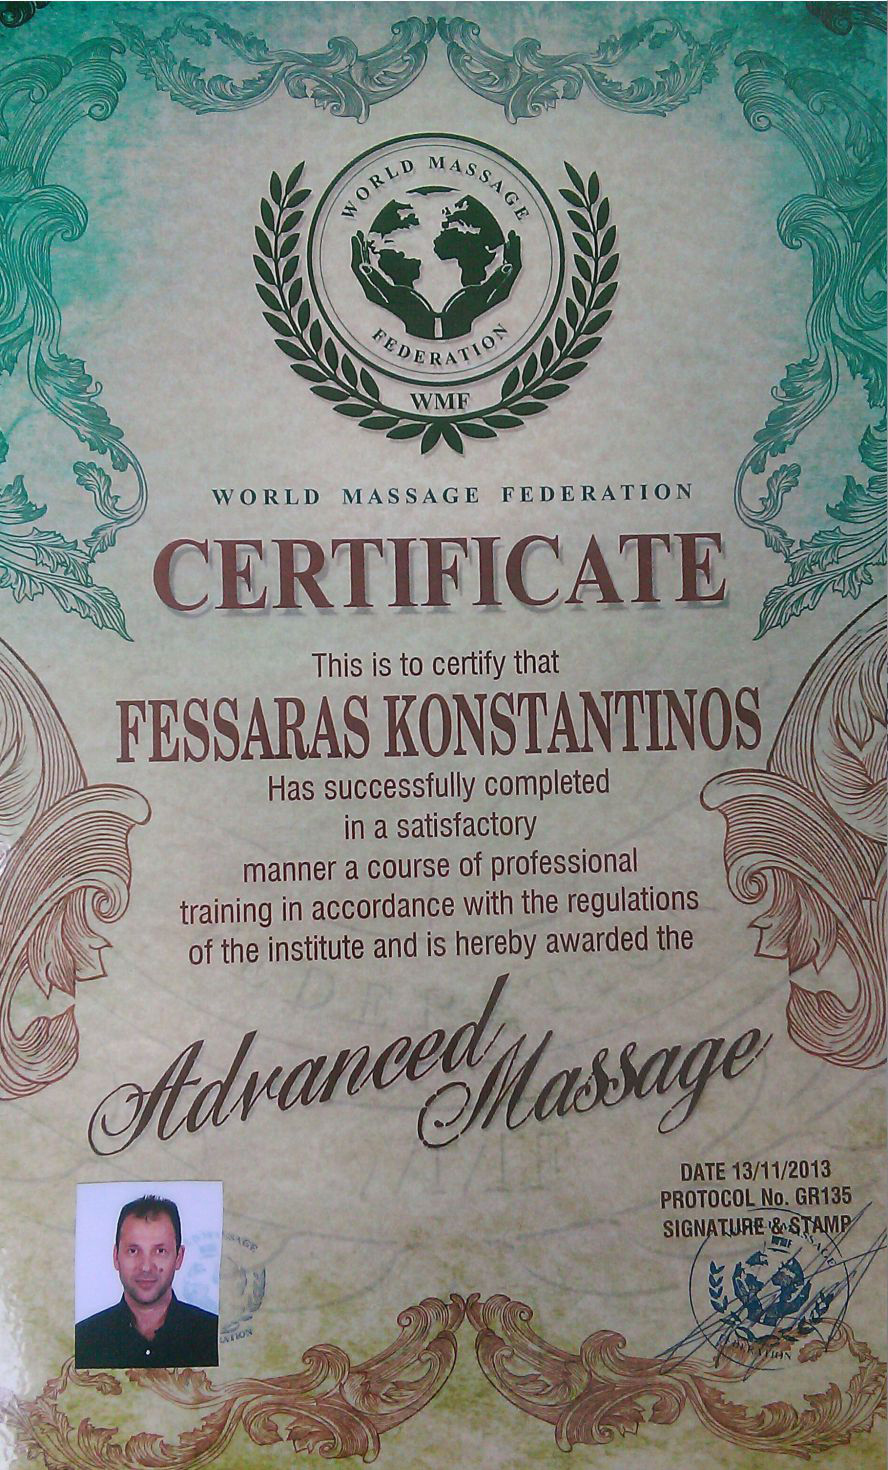 WORLD MASSAGE
FEDERATION
WMF
WORLD MASSAGE FEDERATION
CERTIFICATE
This is to certify that
FESSARAS KONSTANTINOS
Has successfully completed
in a satisfactory
manner a course of professional
training in accordance with the regulations
of the institute and is hereby awarded the
Advanced
Massage
DATE 13/11/2013
PROTOCOL No. GR135
SIGNATURE & STAMP